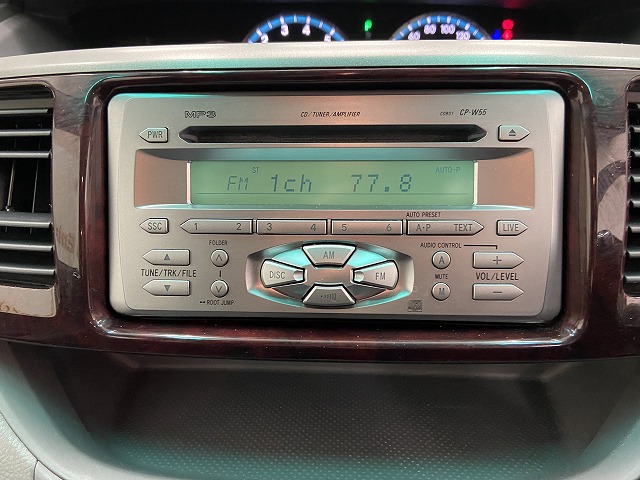 MP3 CD/TUNER/AMPLIFIER CP-W55
PWR
ST AUTO-P
FM 1ch 77.8
AUTO PRESET
SSC 1 2 3 4 5 6 A·P TEXT LIVE
FOLDER AM AUDIO CONTROL
DISC FM A +
TUNE/TRK/FILE MUTE VOL/LEVEL
M −
ROOT JUMP